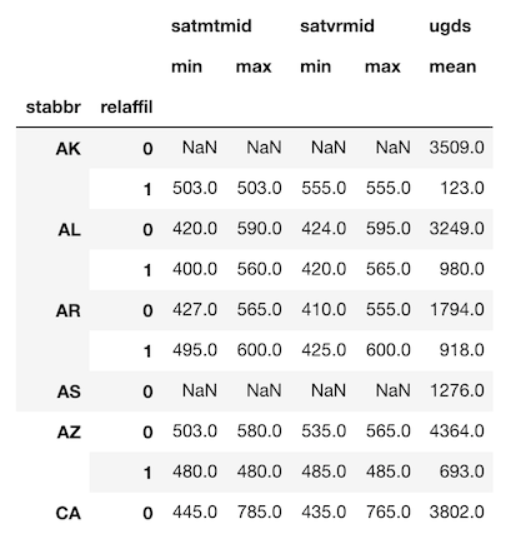 satmtmid satvrmid ugds
min max min max mean
stabbr relaffil
AK 0 NaN NaN NaN NaN 3509.0
1 503.0 503.0 555.0 555.0 123.0
AL 0 420.0 590.0 424.0 595.0 3249.0
1 400.0 560.0 420.0 565.0 980.0
AR 0 427.0 565.0 410.0 555.0 1794.0
1 495.0 600.0 425.0 600.0 918.0
AS 0 NaN NaN NaN NaN 1276.0
AZ 0 503.0 580.0 535.0 565.0 4364.0
1 480.0 480.0 485.0 485.0 693.0
CA 0 445.0 785.0 435.0 765.0 3802.0